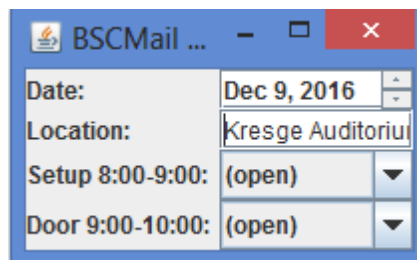 BSCMail ...
Date: Dec 9, 2016
Location: Kresge Auditoriu
Setup 8:00-9:00: (open)
Door 9:00-10:00: (open)